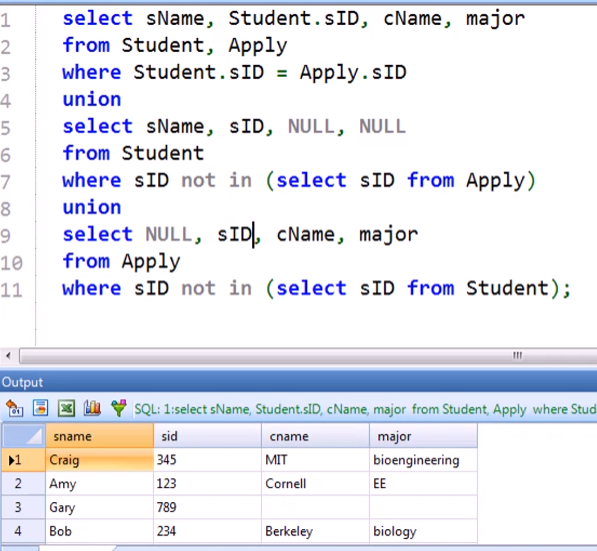 1 select sName, Student.sID, cName, major
2 from Student, Apply
3 where Student.sID = Apply.sID
4 union
5 select sName, sID, NULL, NULL
6 from Student
7 where sID not in (select sID from Apply)
8 union
9 select NULL, sID, cName, major
10 from Apply
11 where sID not in (select sID from Student);
Output
SQL: 1:select sName, Student.sID, cName, major from Student, Apply where Stud
sname sid cname major
1 Craig 345 MIT bioengineering
2 Amy 123 Cornell EE
3 Gary 789
4 Bob 234 Berkeley biology